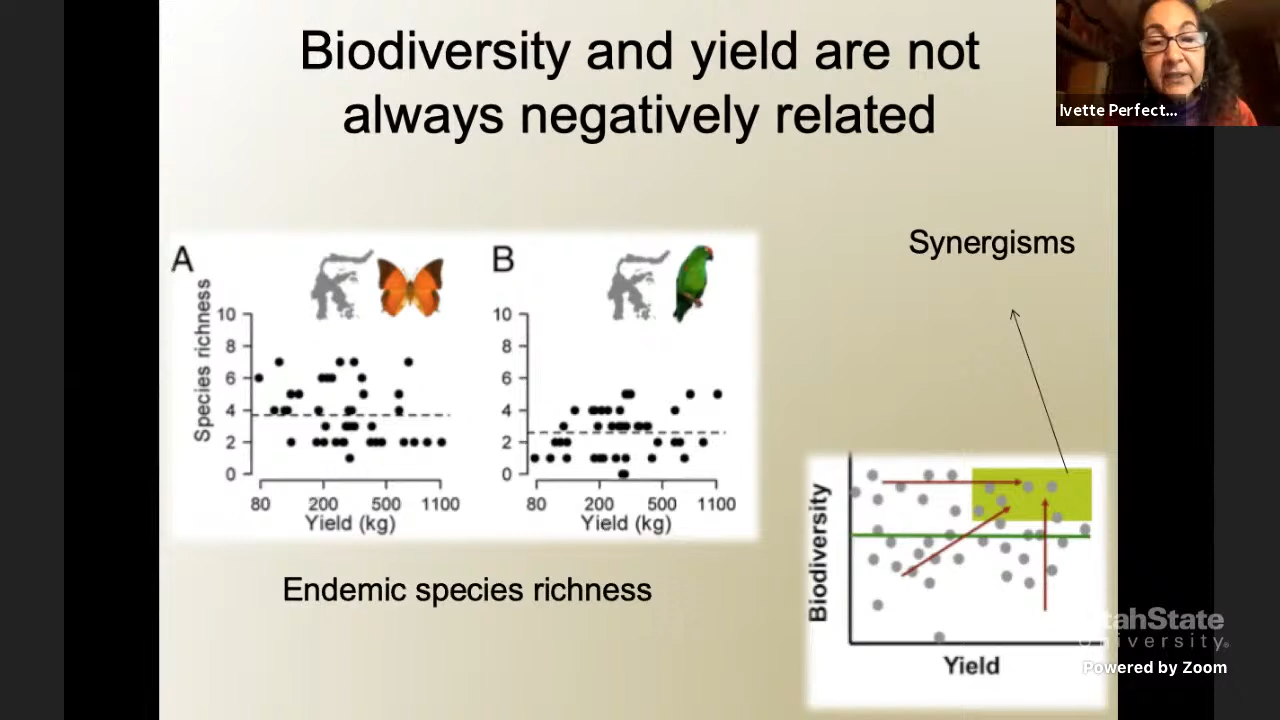 Biodiversity and yield are not
always negatively related
Ivette Perfect...
Synergisms
A
Species richness
10
8
6
4
2
0
80 200 500 1100
Yield (kg)
B
10
8
6
4
2
0
80 200 500 1100
Yield (kg)
Endemic species richness
Biodiversity
Yield
UtahState
University®
Powered by Zoom